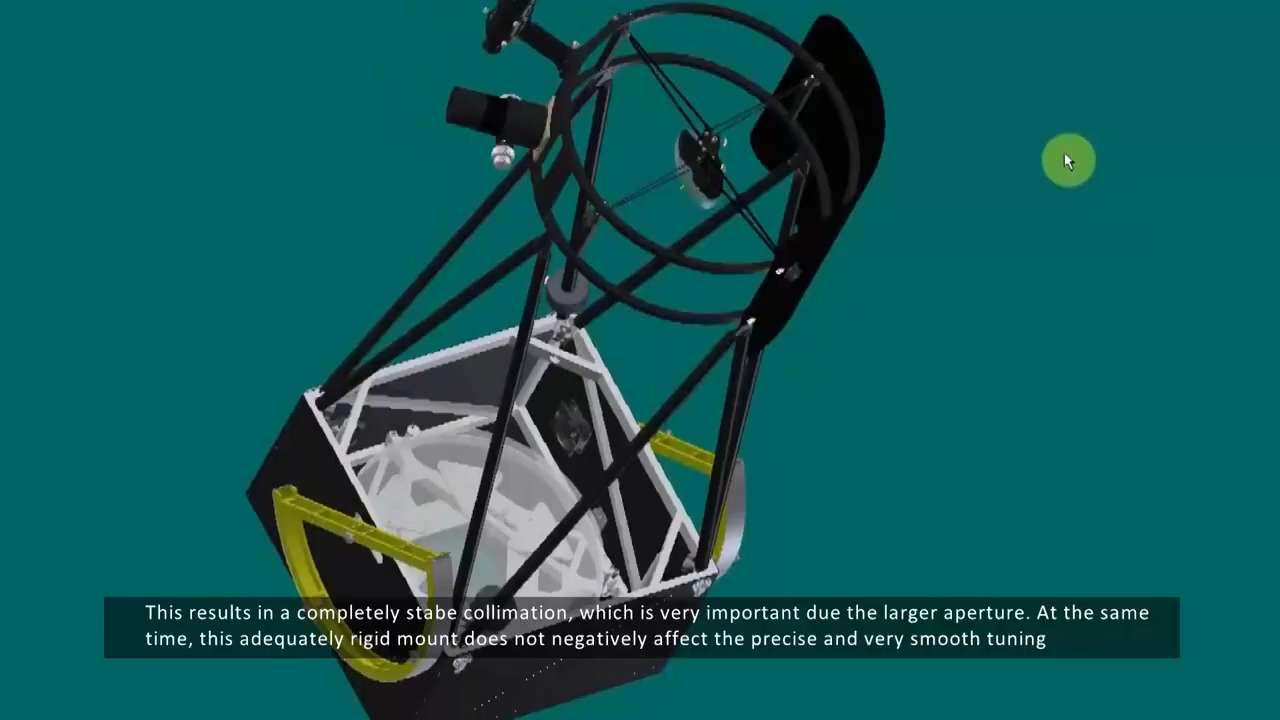 This results in a completely stabe collimation, which is very important due the larger aperture. At the same
time, this adequately rigid mount does not negatively affect the precise and very smooth tuning